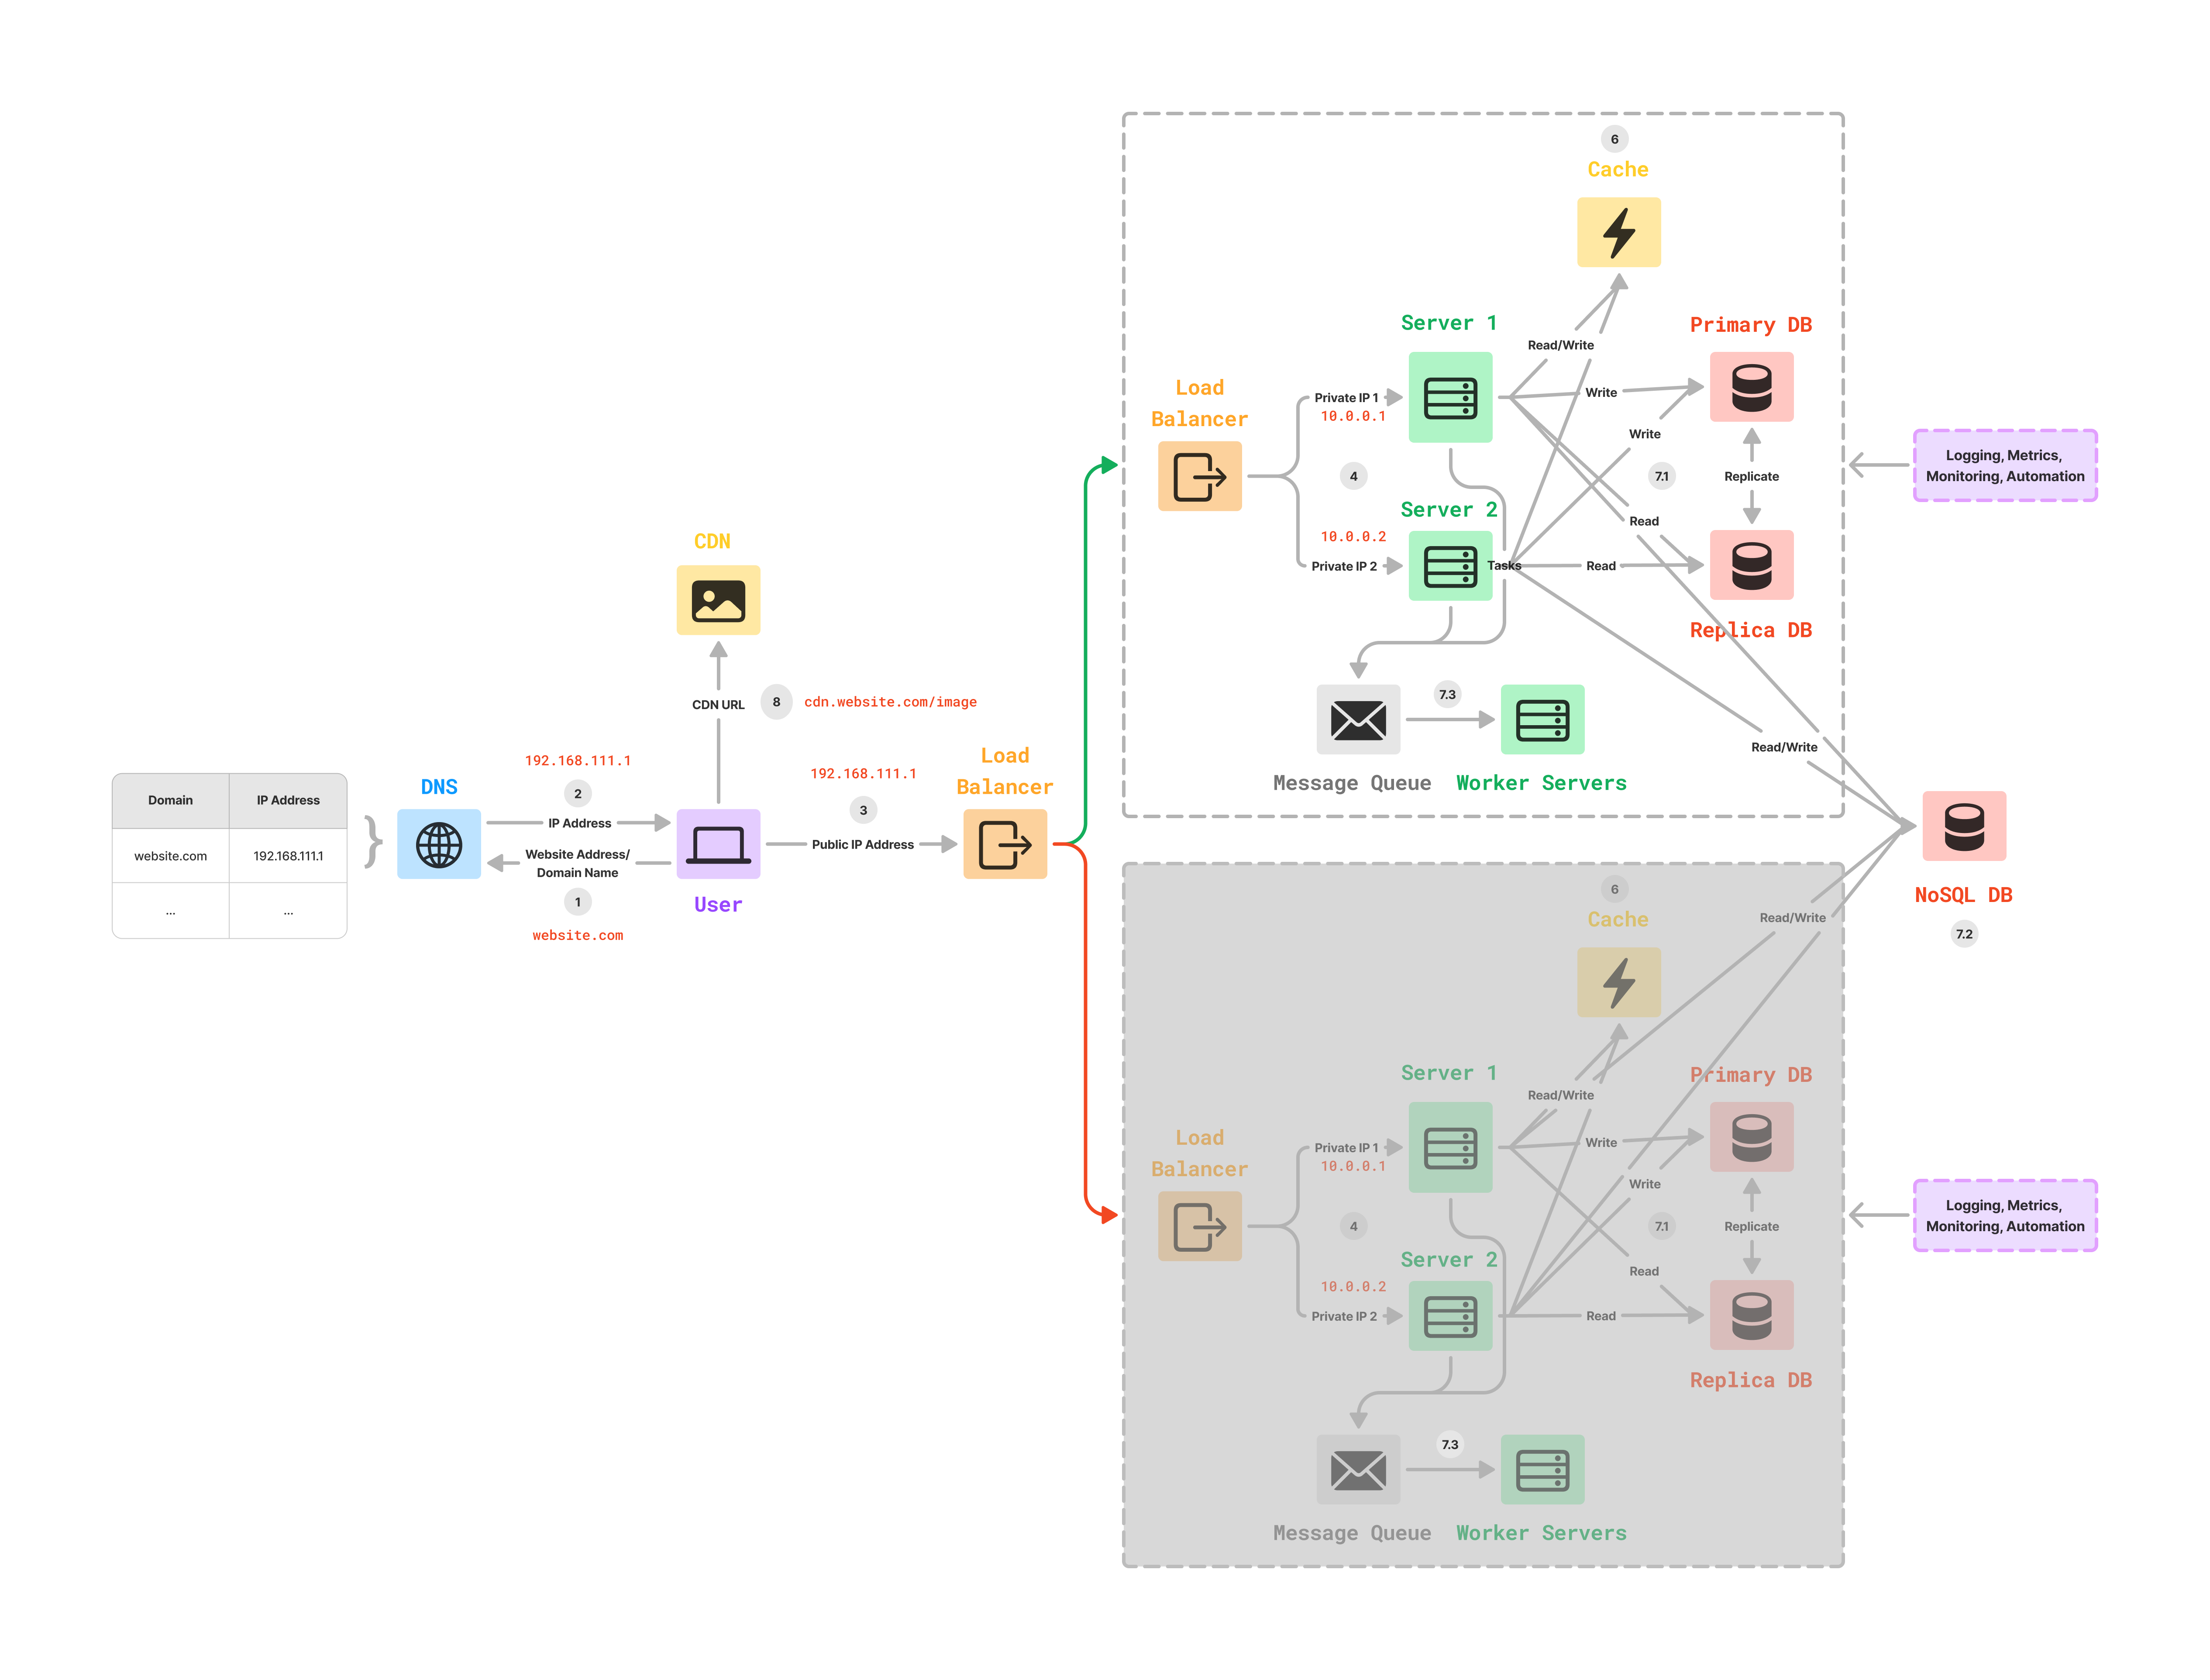 Domain
IP Address
website.com
192.168.111.1
...
...
DNS
192.168.111.1
2
IP Address
Website Address/
Domain Name
1
website.com
CDN
CDN URL
8
cdn.website.com/image
User
192.168.111.1
3
Public IP Address
Load
Balancer
6
Cache
Server 1
Primary DB
Read/Write
Load
Balancer
Private IP 1
10.0.0.1
Write
Write
4
7.1
Replicate
Server 2
Read
10.0.0.2
Private IP 2
Tasks
Read
Replica DB
7.3
Message Queue
Worker Servers
Read/Write
Logging, Metrics,
Monitoring, Automation
NoSQL DB
7.2
6
Cache
Read/Write
Server 1
Primary DB
Read/Write
Load
Balancer
Private IP 1
10.0.0.1
Write
Write
4
7.1
Replicate
Server 2
Read
10.0.0.2
Private IP 2
Read
Replica DB
7.3
Message Queue
Worker Servers
Logging, Metrics,
Monitoring, Automation